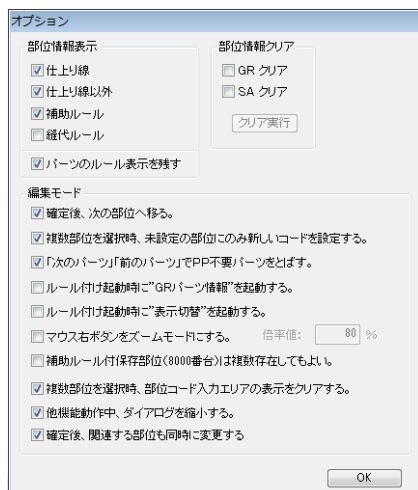 オプション
部位情報表示
仕上り線
仕上り線以外
補助ルール
縫代ルール
パーツのルール表示を残す
部位情報クリア
GR クリア
SA クリア
クリア実行
編集モード
確定後、次の部位へ移る。
複数部位を選択時、未設定の部位にのみ新しいコードを設定する。
「次のパーツ」「前のパーツ」でPP不要パーツをとばす。
ルール付け起動時に"GRパーツ情報"を起動する。
ルール付け起動時に"表示切替"を起動する。
マウス右ボタンをズームモードにする。 倍率値: 80 %
補助ルール付保存部位(8000番台)は複数存在してもよい。
複数部位を選択時、部位コード入力エリアの表示をクリアする。
他機能動作中、ダイアログを縮小する。
確定後、関連する部位も同時に変更する
OK